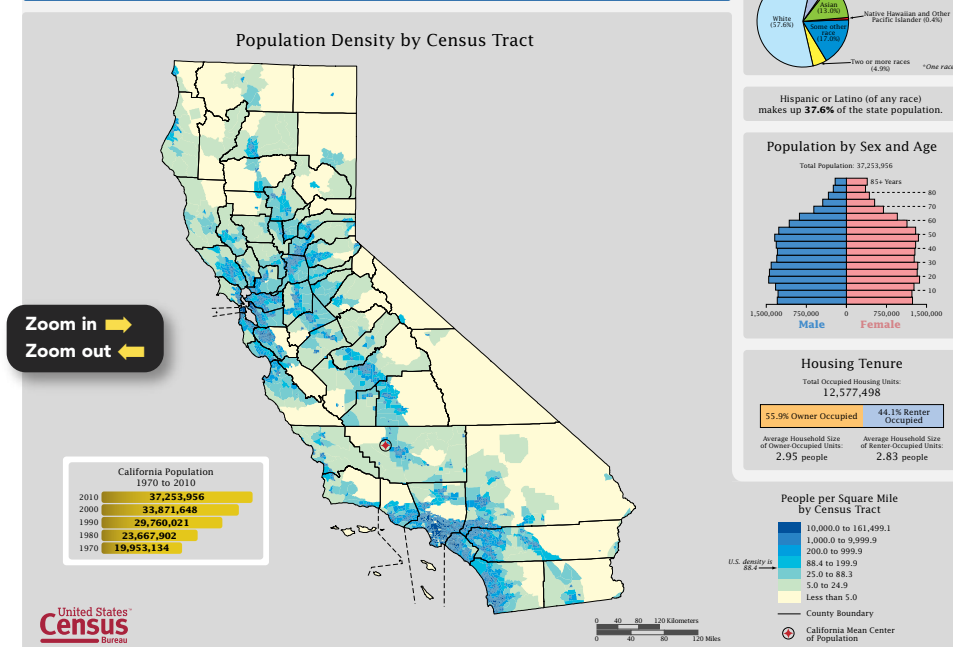 Population Density by Census Tract
Zoom in
Zoom out
California Population
1970 to 2010
2010 37,253,956
2000 33,871,648
1990 29,760,021
1980 23,667,902
1970 19,953,134
United States™
Census
Bureau
0 40 80 120 Kilometers
0 40 80 120 Miles
White
(57.6%)
Asian
(13.0%)
Some other
race
(17.0%)
Native Hawaiian and Other
Pacific Islander (0.4%)
Two or more races
(4.9%)
*One race
Hispanic or Latino (of any race)
makes up 37.6% of the state population.
Population by Sex and Age
Total Population: 37,253,956
85+ Years
80
70
60
50
40
30
20
10
1,500,000 750,000 0 750,000 1,500,000
Male Female
Housing Tenure
Total Occupied Housing Units:
12,577,498
55.9% Owner Occupied
44.1% Renter
Occupied
Average Household Size
of Owner-Occupied Units:
2.95 people
Average Household Size
of Renter-Occupied Units:
2.83 people
People per Square Mile
by Census Tract
10,000.0 to 161,499.1
1,000.0 to 9,999.9
200.0 to 999.9
88.4 to 199.9
25.0 to 88.3
5.0 to 24.9
Less than 5.0
U.S. density is
88.4
County Boundary
California Mean Center
of Population